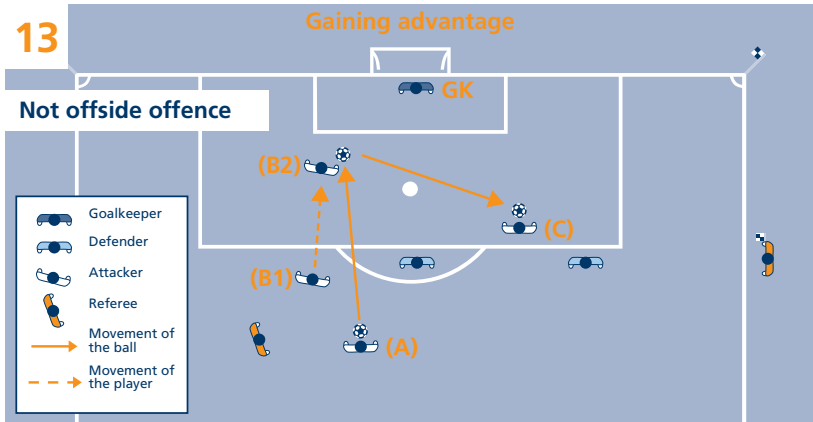 13
Gaining advantage
GK
Not offside offence
(B2)
(C)
(B1)
(A)
Goalkeeper
Defender
Attacker
Referee
Movement of
the ball
Movement of
the player